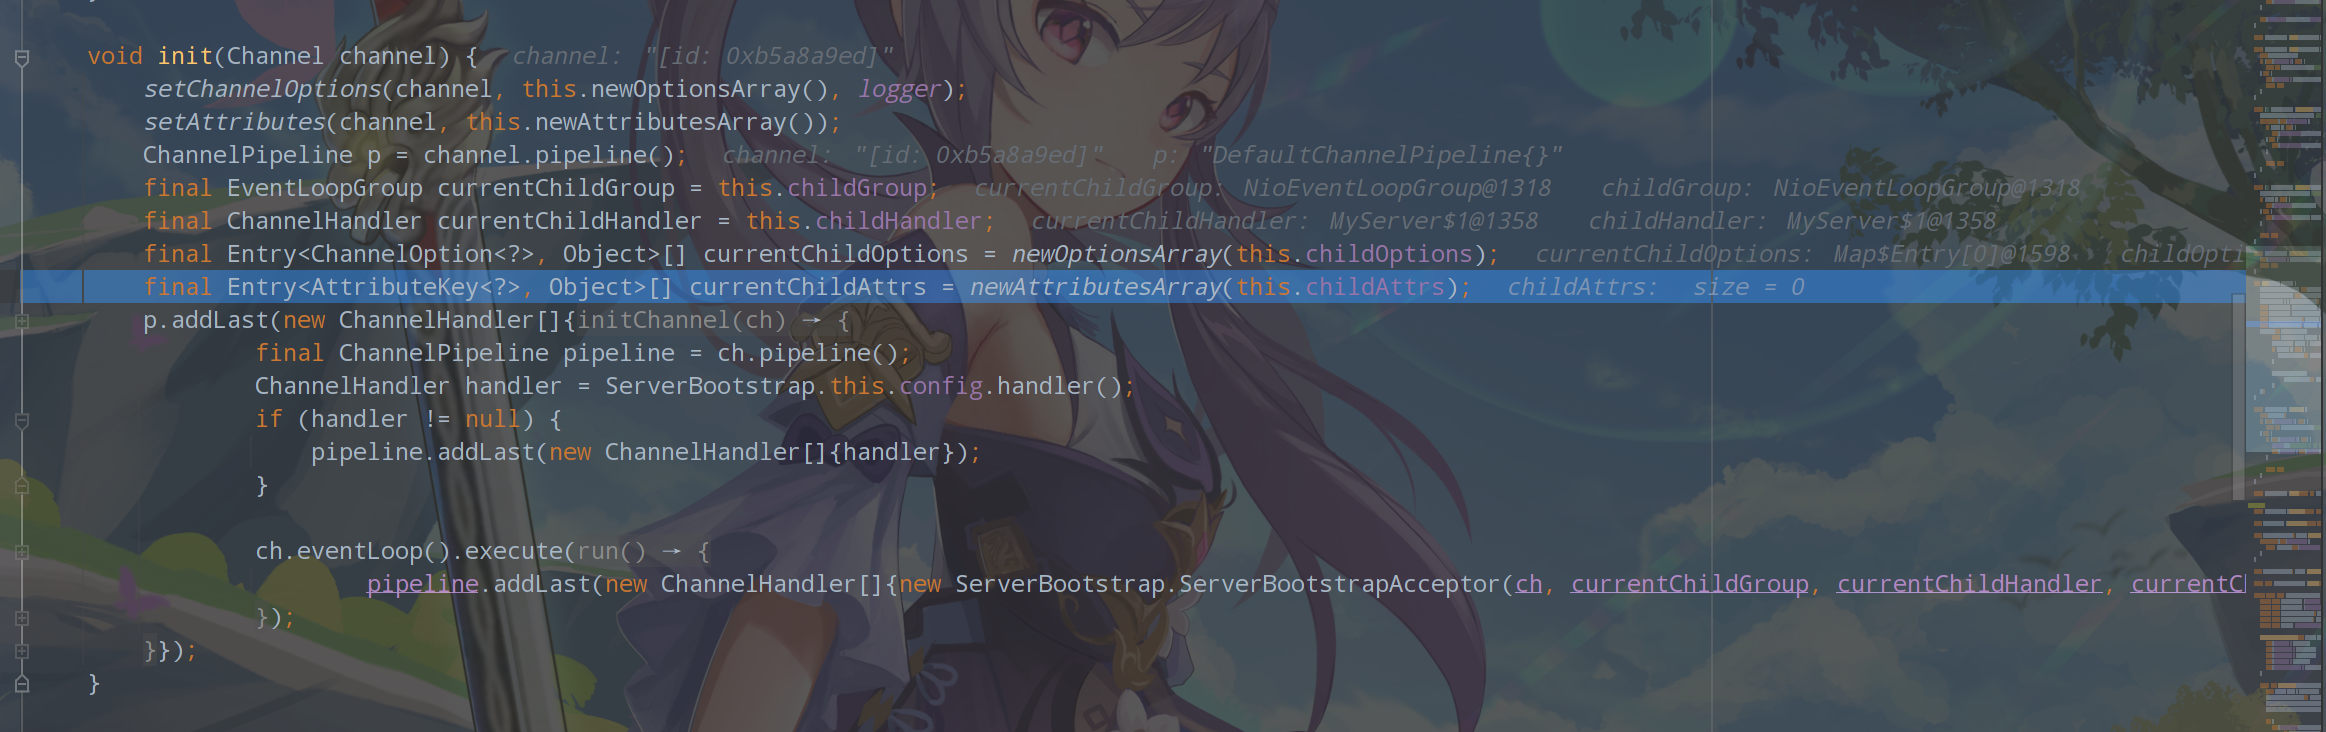 void init(Channel channel) {  channel: "[id: 0xb5a8a9ed]"
setChannelOptions(channel, this.newOptionsArray(), logger);
setAttributes(channel, this.newAttributesArray());
ChannelPipeline p = channel.pipeline();  channel: "[id: 0xb5a8a9ed]"  p: "DefaultChannelPipeline{}"
final EventLoopGroup currentChildGroup = this.childGroup;  currentChildGroup: NioEventLoopGroup@1318  childGroup: NioEventLoopGroup@1318
final ChannelHandler currentChildHandler = this.childHandler;  currentChildHandler: MyServer$1@1358  childHandler: MyServer$1@1358
final Entry<ChannelOption<?>, Object>[] currentChildOptions = newOptionsArray(this.childOptions);  currentChildOptions: Map$Entry[0]@1598  childOpti
final Entry<AttributeKey<?>, Object>[] currentChildAttrs = newAttributesArray(this.childAttrs);  childAttrs:  size = 0
p.addLast(new ChannelHandler[]{initChannel(ch) → {
final ChannelPipeline pipeline = ch.pipeline();
ChannelHandler handler = ServerBootstrap.this.config.handler();
if (handler != null) {
pipeline.addLast(new ChannelHandler[]{handler});
}
ch.eventLoop().execute(run() → {
pipeline.addLast(new ChannelHandler[]{new ServerBootstrap.ServerBootstrapAcceptor(ch, currentChildGroup, currentChildHandler, currentCl
});
}});
}